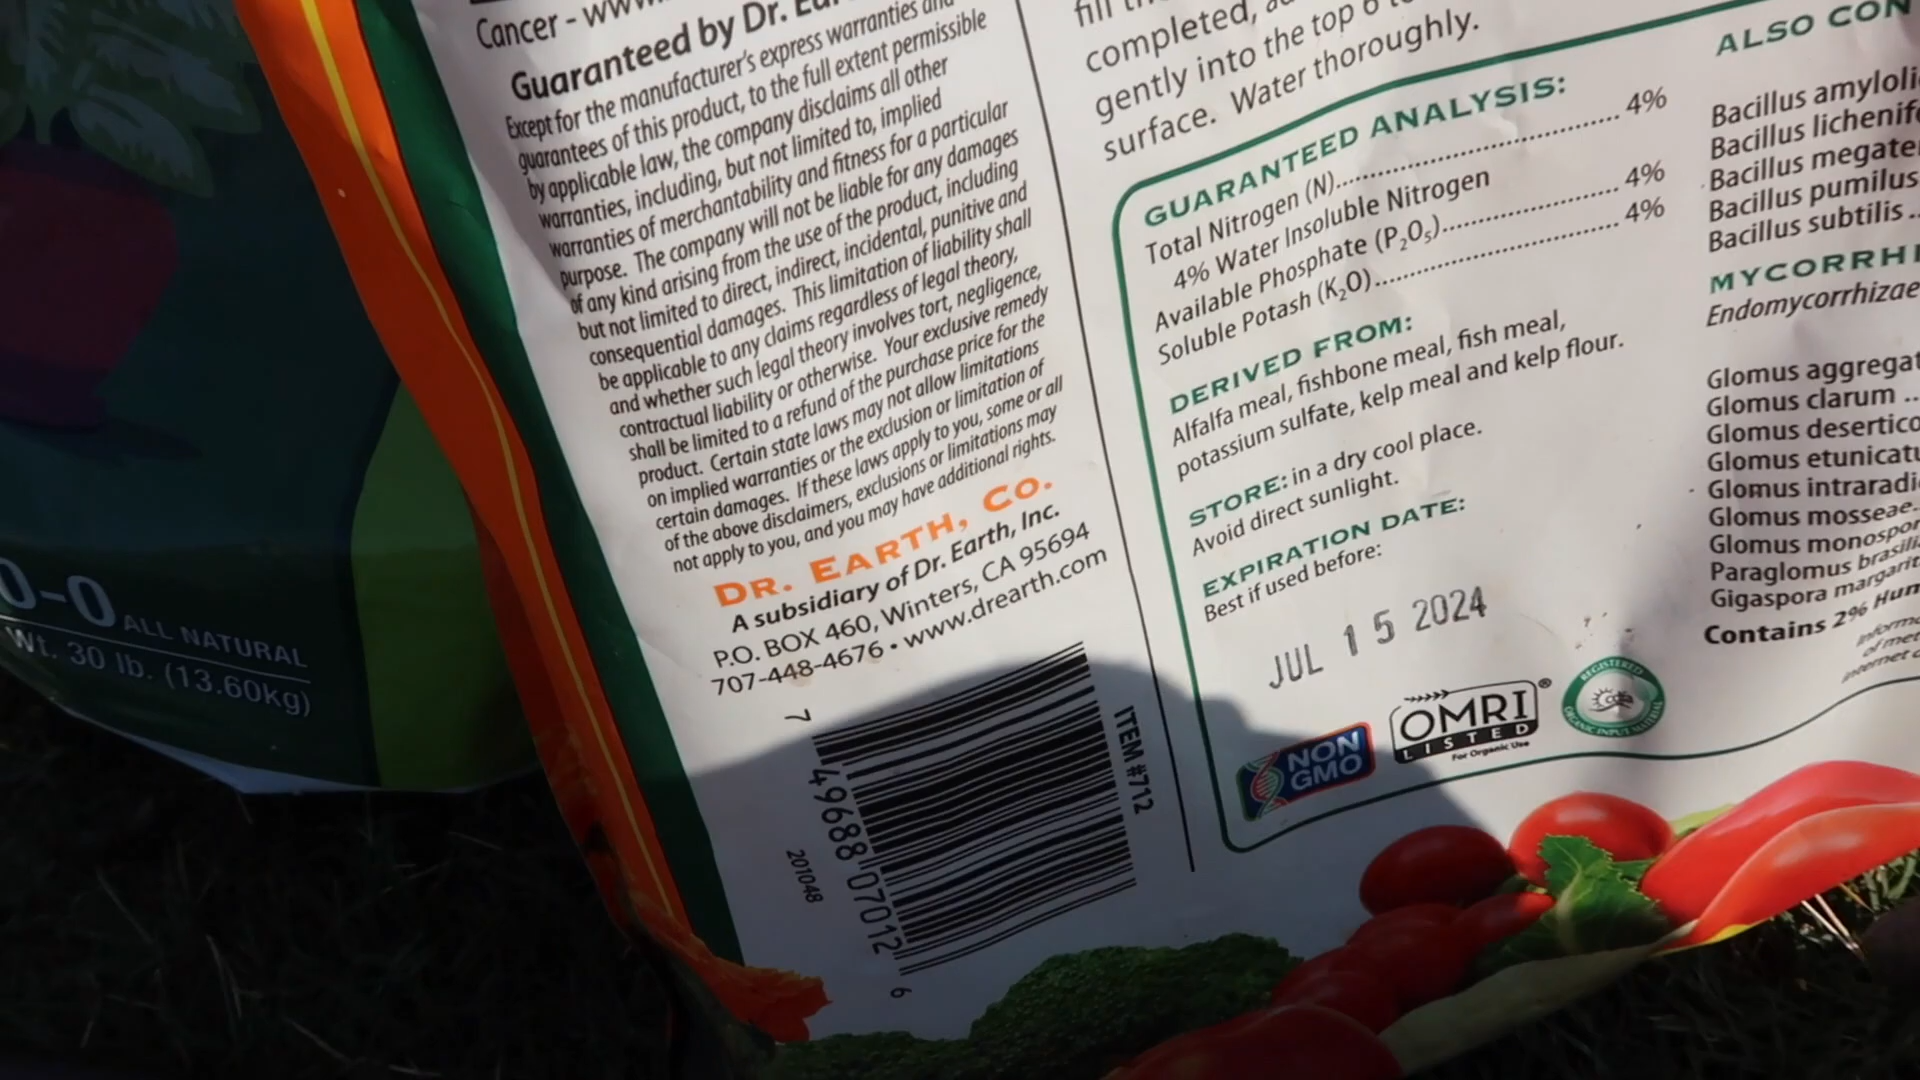 Cancer -
Guaranteed by Dr.
Except for the manufacturer's express warranties and
guarantees of this product, to the full extent permissible
by applicable law, the company disclaims all other
warranties, including, but not limited to, implied
warranties of merchantability and fitness for a particular
purpose. The company will not be liable for any damages
of any kind arising from the use of the product, including
but not limited to direct, indirect, incidental, punitive and
consequential damages. This limitation of liability shall
be applicable to any claims regardless of legal theory,
and whether such legal theory involves tort, negligence,
contractual liability or otherwise. Your exclusive remedy
shall be limited to a refund of the purchase price for the
product. Certain state laws may not allow limitations
on implied warranties or the exclusion or limitation of
certain damages. If these laws apply to you, some or all
of the above disclaimers, exclusions or limitations may
not apply to you, and you may have additional rights.
DR. EARTH, CO.
A subsidiary of Dr. Earth, Inc.
P.O. BOX 460, Winters, CA 95694
707-448-4676 • www.drearth.com
7 49688 07012 6
201048
ITEM #712
fill
completed,
gently into the top 6
surface. Water thoroughly.
GUARANTEED ANALYSIS:
Total Nitrogen (N)........ 4%
4% Water Insoluble Nitrogen
Available Phosphate (P₂O₅)........ 4%
Soluble Potash (K₂O)........ 4%
DERIVED FROM:
Alfalfa meal, fishbone meal, fish meal,
potassium sulfate, kelp meal and kelp flour.
STORE: in a dry cool place.
Avoid direct sunlight.
EXPIRATION DATE:
Best if used before:
JUL 15 2024
NON
GMO
OMRI®
LISTED
For Organic Use
REGISTERED
ORGANIC INPUT MATERIAL
ALSO CON
Bacillus amyloli
Bacillus lichenifo
Bacillus megate
Bacillus pumilus
Bacillus subtilis ..
MYCORRHI
Endomycorrhizae
Glomus aggregat
Glomus clarum ..
Glomus desertico
Glomus etunicatu
Glomus intraradi
Glomus mosseae.
Glomus monospor
Paraglomus brasili
Gigaspora margarit
Contains 2% Hum
0-0 ALL NATURAL
Wt. 30 lb. (13.60kg)